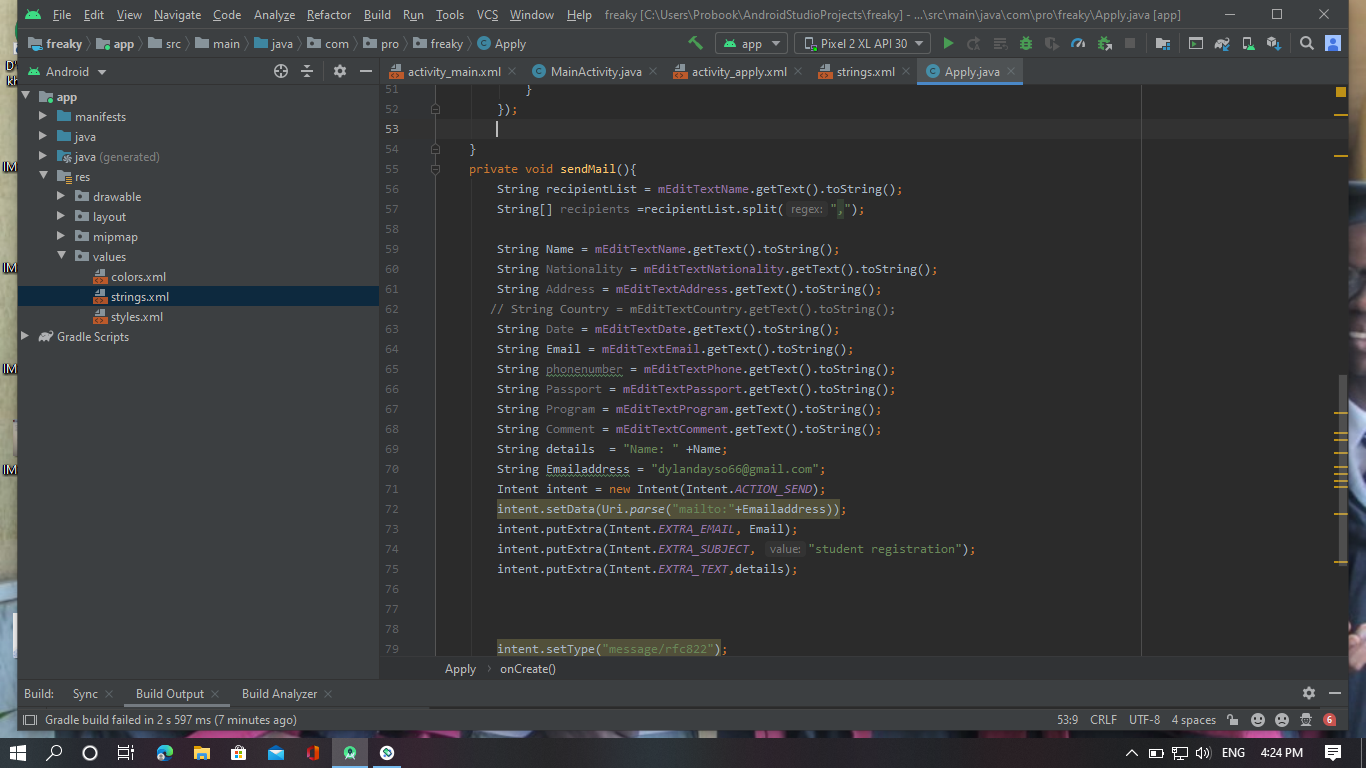 File Edit View Navigate Code Analyze Refactor Build Run Tools VCS Window Help freaky [C:\Users\Probook\AndroidStudioProjects\freaky] - ...\src\main\java\com\pro\freaky\Apply.java [app]
freaky app src main java com pro freaky Apply app Pixel 2 XL API 30
Android activity_main.xml MainActivity.java activity_apply.xml strings.xml Apply.java
app
manifests
java
java (generated)
res
drawable
layout
mipmap
values
colors.xml
strings.xml
styles.xml
Gradle Scripts
51 }
52 });
53
54 }
55 private void sendMail(){
56 String recipientList = mEditTextName.getText().toString();
57 String[] recipients =recipientList.split( regex: ",");
58
59 String Name = mEditTextName.getText().toString();
60 String Nationality = mEditTextNationality.getText().toString();
61 String Address = mEditTextAddress.getText().toString();
62 // String Country = mEditTextCountry.getText().toString();
63 String Date = mEditTextDate.getText().toString();
64 String Email = mEditTextEmail.getText().toString();
65 String phonenumber = mEditTextPhone.getText().toString();
66 String Passport = mEditTextPassport.getText().toString();
67 String Program = mEditTextProgram.getText().toString();
68 String Comment = mEditTextComment.getText().toString();
69 String details  = "Name: " +Name;
70 String Emailaddress = "dylandayso66@gmail.com";
71 Intent intent = new Intent(Intent.ACTION_SEND);
72 intent.setData(Uri.parse("mailto:"+Emailaddress));
73 intent.putExtra(Intent.EXTRA_EMAIL, Email);
74 intent.putExtra(Intent.EXTRA_SUBJECT, value: "student registration");
75 intent.putExtra(Intent.EXTRA_TEXT,details);
76
77
78
79 intent.setType("message/rfc822");
Apply onCreate()
Build: Sync Build Output Build Analyzer
Gradle build failed in 2 s 597 ms (7 minutes ago) 53:9 CRLF UTF-8 4 spaces 6
ENG 4:24 PM